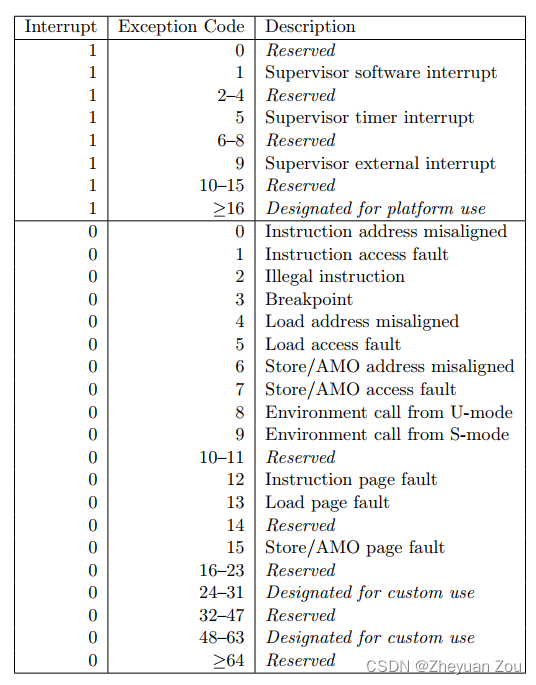 Interrupt Exception Code Description
1 0 Reserved
1 1 Supervisor software interrupt
1 2–4 Reserved
1 5 Supervisor timer interrupt
1 6–8 Reserved
1 9 Supervisor external interrupt
1 10–15 Reserved
1 ≥16 Designated for platform use
0 0 Instruction address misaligned
0 1 Instruction access fault
0 2 Illegal instruction
0 3 Breakpoint
0 4 Load address misaligned
0 5 Load access fault
0 6 Store/AMO address misaligned
0 7 Store/AMO access fault
0 8 Environment call from U-mode
0 9 Environment call from S-mode
0 10–11 Reserved
0 12 Instruction page fault
0 13 Load page fault
0 14 Reserved
0 15 Store/AMO page fault
0 16–23 Reserved
0 24–31 Designated for custom use
0 32–47 Reserved
0 48–63 Designated for custom use
0 ≥64 Reserved
CSDN @Zheyuan Zou